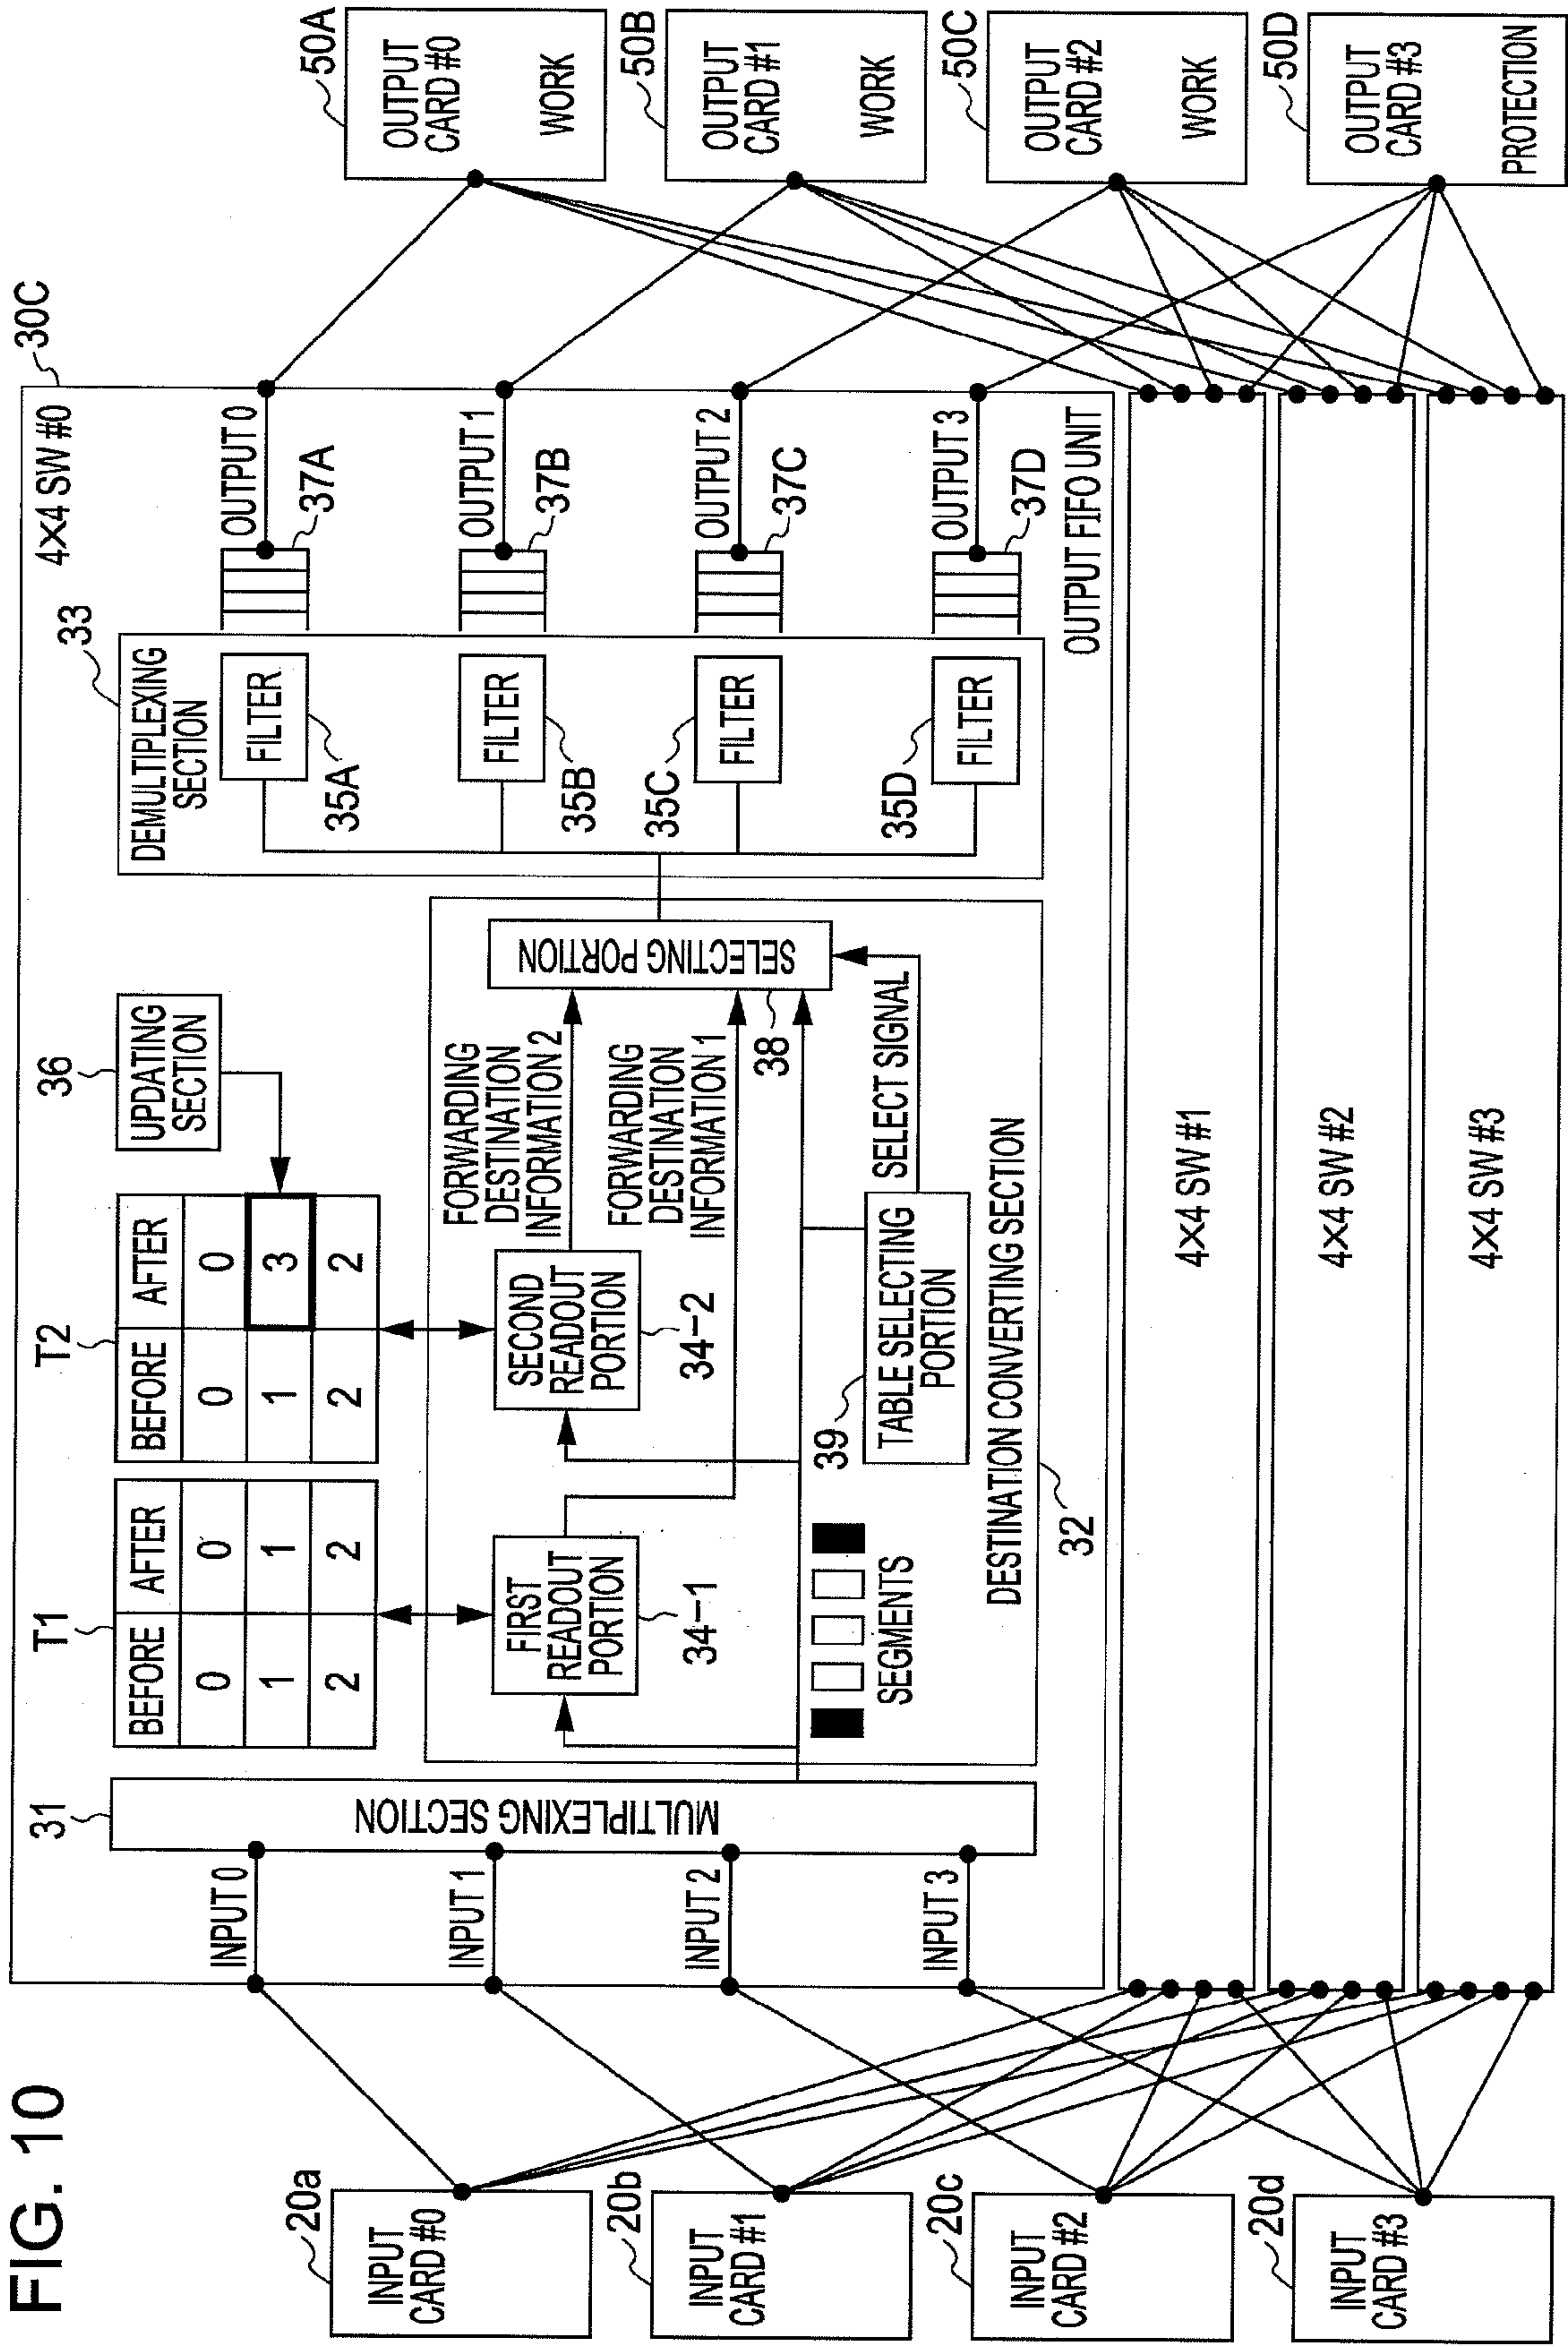 FIG. 10
20a
INPUT
CARD #0
20b
INPUT
CARD #1
20c
INPUT
CARD #2
20d
INPUT
CARD #3
30C
4×4 SW #0
INPUT 0
INPUT 1
INPUT 2
INPUT 3
31
MULTIPLEXING SECTION
T1
BEFORE AFTER
0 0
1 1
2 2
T2
BEFORE AFTER
0 0
1 3
2 2
36
UPDATING
SECTION
FIRST
READOUT
PORTION
34-1
SECOND
READOUT
PORTION
34-2
FORWARDING
DESTINATION
INFORMATION 2
FORWARDING
DESTINATION
INFORMATION 1
SELECTING PORTION
38
SEGMENTS
39
TABLE SELECTING
PORTION
SELECT SIGNAL
DESTINATION CONVERTING SECTION
32
33
DEMULTIPLEXING
SECTION
FILTER
35A
FILTER
35B
FILTER
35C
FILTER
35D
OUTPUT 0
37A
OUTPUT 1
37B
OUTPUT 2
37C
OUTPUT 3
37D
OUTPUT FIFO UNIT
4×4 SW #1
4×4 SW #2
4×4 SW #3
50A
OUTPUT
CARD #0
WORK
50B
OUTPUT
CARD #1
WORK
50C
OUTPUT
CARD #2
WORK
50D
OUTPUT
CARD #3
PROTECTION